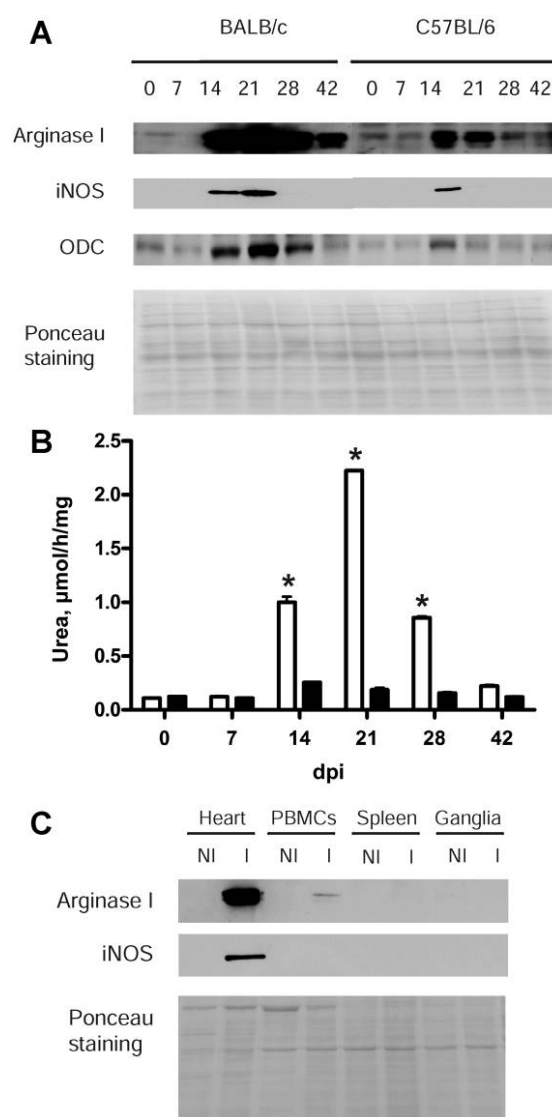 A
BALB/c C57BL/6
0 7 14 21 28 42 0 7 14 21 28 42
Arginase I
iNOS
ODC
Ponceau
staining
B
2.5
2.0
1.5
1.0
0.5
0.0
Urea, µmol/h/mg
* * *
0 7 14 21 28 42
dpi
C
Heart PBMCs Spleen Ganglia
NI I NI I NI I NI I
Arginase I
iNOS
Ponceau
staining